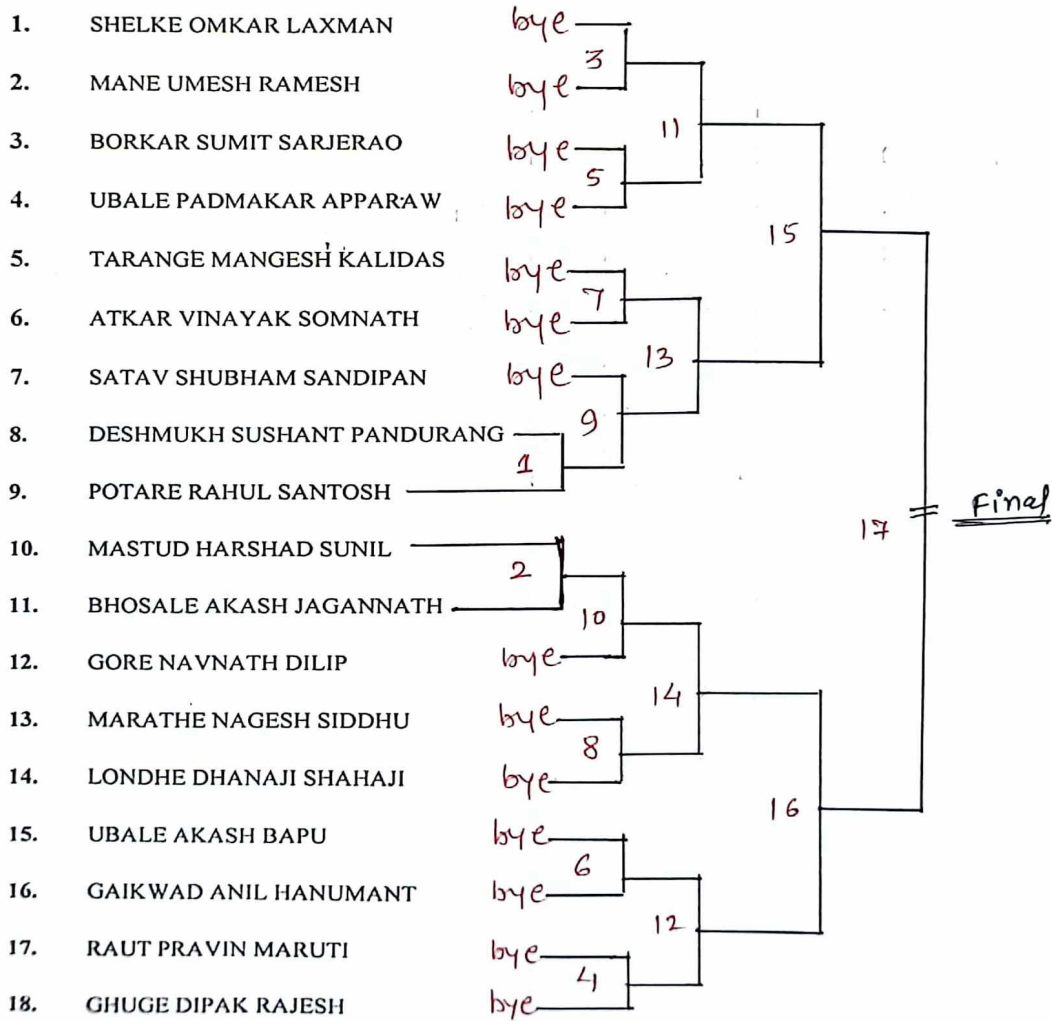 1. SHELKE OMKAR LAXMAN bye
3
2. MANE UMESH RAMESH bye
11
3. BORKAR SUMIT SARJERAO bye
5
4. UBALE PADMAKAR APPARAW bye
15
5. TARANGE MANGESH KALIDAS bye
7
6. ATKAR VINAYAK SOMNATH bye
13
7. SATAV SHUBHAM SANDIPAN bye
9
8. DESHMUKH SUSHANT PANDURANG
1
9. POTARE RAHUL SANTOSH
17 Final
10. MASTUD HARSHAD SUNIL
2
11. BHOSALE AKASH JAGANNATH
10
12. GORE NAVNATH DILIP bye
14
13. MARATHE NAGESH SIDDHU bye
8
14. LONDHE DHANAJI SHAHAJI bye
16
15. UBALE AKASH BAPU bye
6
16. GAIKWAD ANIL HANUMANT bye
12
17. RAUT PRAVIN MARUTI bye
4
18. GHUGE DIPAK RAJESH bye